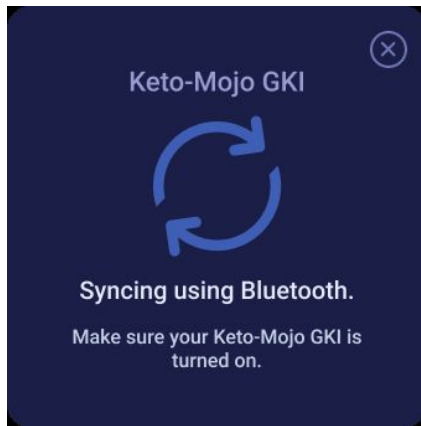 Keto-Mojo GKI
Syncing using Bluetooth.
Make sure your Keto-Mojo GKI is
turned on.